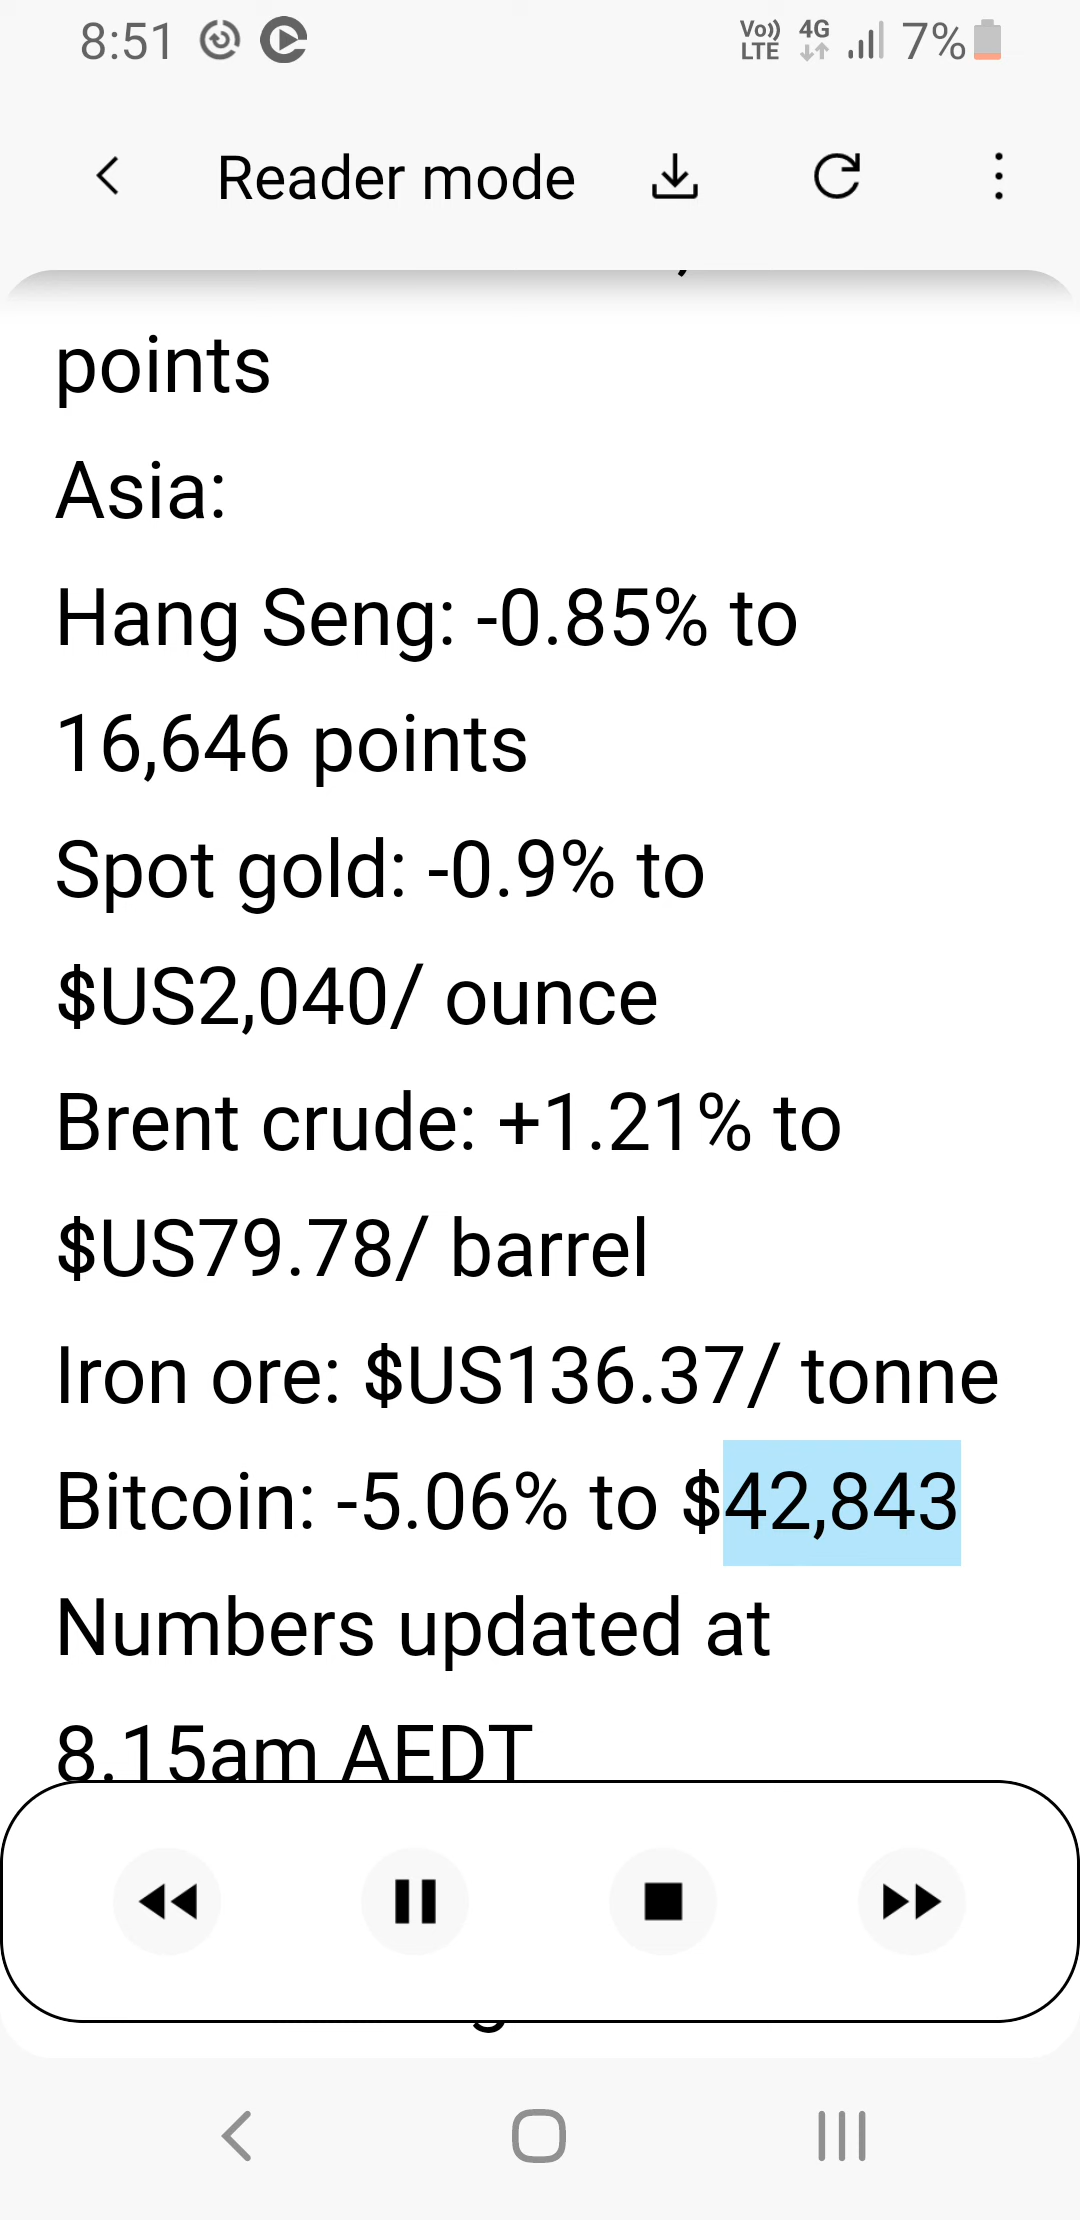 8:51 Vo)) LTE 4G 7%
Reader mode
points
Asia:
Hang Seng: -0.85% to
16,646 points
Spot gold: -0.9% to
$US2,040/ ounce
Brent crude: +1.21% to
$US79.78/ barrel
Iron ore: $US136.37/ tonne
Bitcoin: -5.06% to $42,843
Numbers updated at
8.15am AEDT